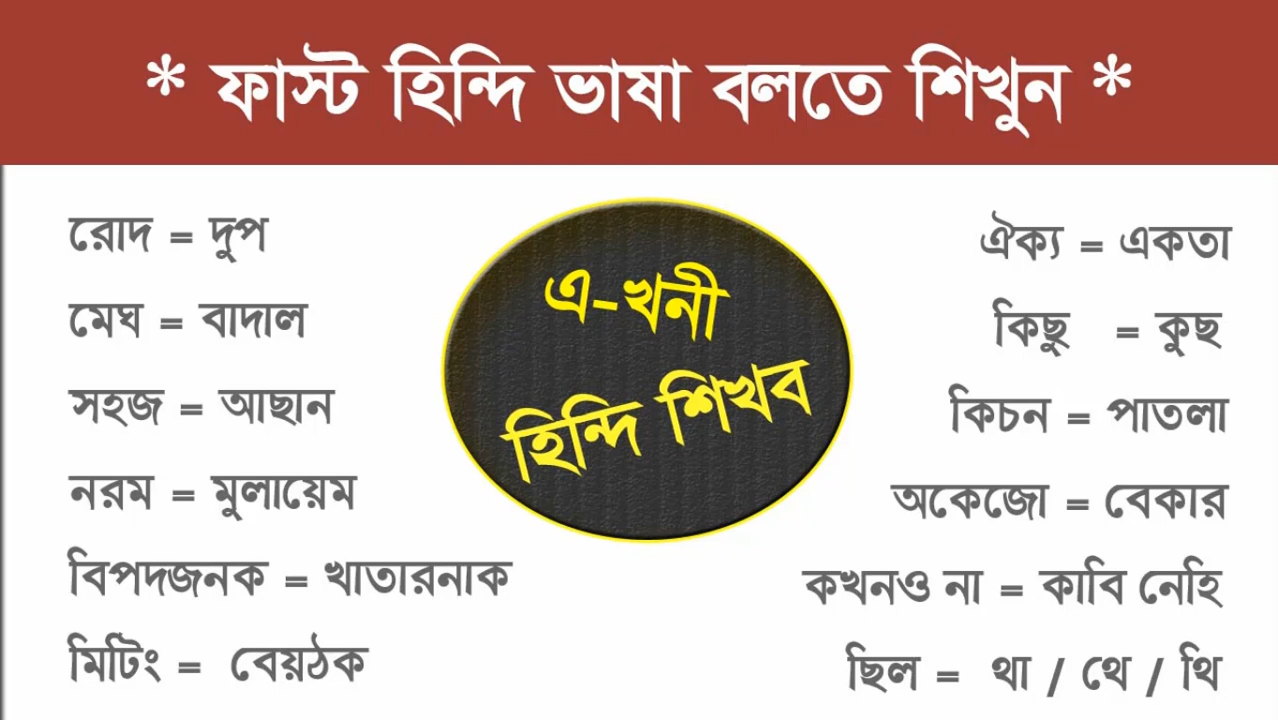 * ফাস্ট হিন্দি ভাষা বলতে শিখুন *
রোদ = দুপ
মেঘ = বাদাল
সহজ = আছান
নরম = মুলায়েম
বিপদজনক = খাতারনাক
মিটিং = বেয়ঠক
এ-খনী
হিন্দি শিখব
ঐক্য = একতা
কিছু = কুছ
কিচন = পাতলা
অকেজো = বেকার
কখনও না = কাবি নেহি
ছিল = থা / থে / থি